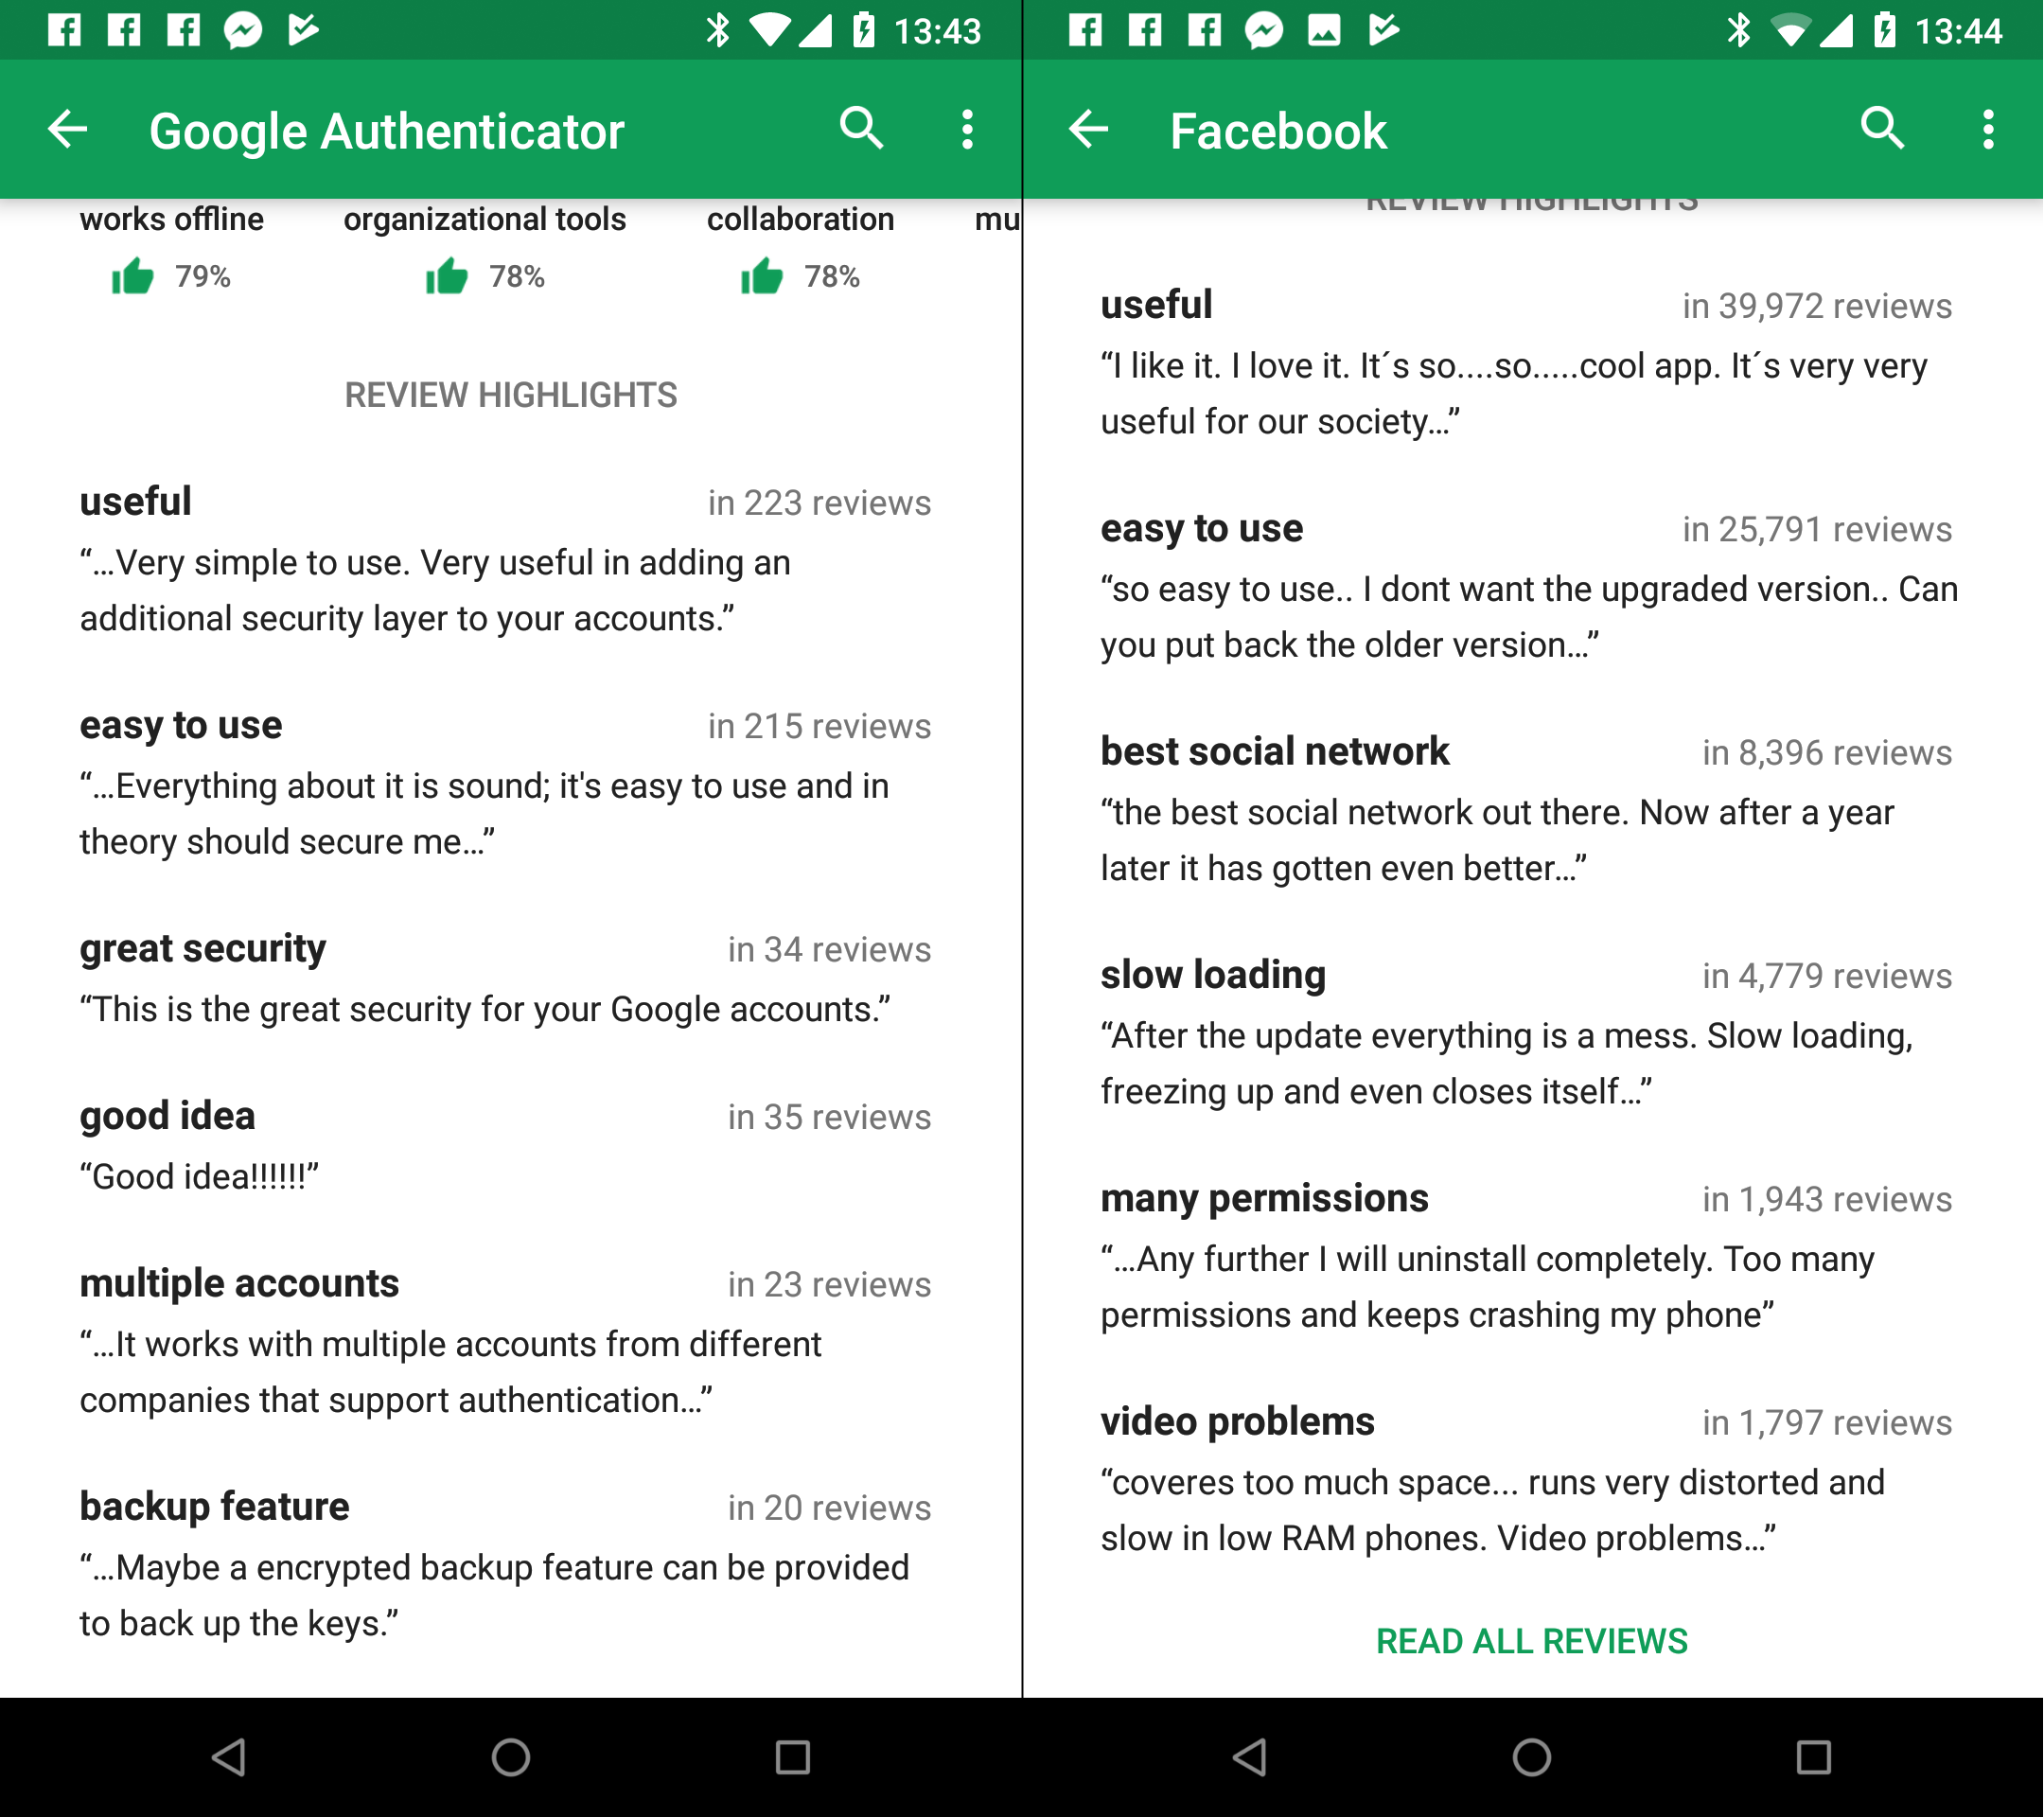 13:43
Google Authenticator
works offline organizational tools collaboration mu
79% 78% 78%
REVIEW HIGHLIGHTS
useful in 223 reviews
“…Very simple to use. Very useful in adding an
additional security layer to your accounts.”
easy to use in 215 reviews
“…Everything about it is sound; it's easy to use and in
theory should secure me…”
great security in 34 reviews
“This is the great security for your Google accounts.”
good idea in 35 reviews
“Good idea!!!!!!”
multiple accounts in 23 reviews
“…It works with multiple accounts from different
companies that support authentication…”
backup feature in 20 reviews
“…Maybe a encrypted backup feature can be provided
to back up the keys.”
13:44
Facebook
REVIEW HIGHLIGHTS
useful in 39,972 reviews
“I like it. I love it. It´s so....so.....cool app. It´s very very
useful for our society…”
easy to use in 25,791 reviews
“so easy to use.. I dont want the upgraded version.. Can
you put back the older version…”
best social network in 8,396 reviews
“the best social network out there. Now after a year
later it has gotten even better…”
slow loading in 4,779 reviews
“After the update everything is a mess. Slow loading,
freezing up and even closes itself…”
many permissions in 1,943 reviews
“…Any further I will uninstall completely. Too many
permissions and keeps crashing my phone”
video problems in 1,797 reviews
“coveres too much space... runs very distorted and
slow in low RAM phones. Video problems…”
READ ALL REVIEWS